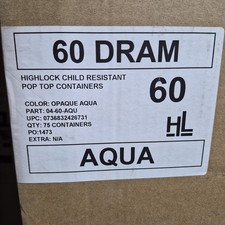 60 DRAM
HIGHLOCK CHILD RESISTANT
POP TOP CONTAINERS
60
COLOR: OPAQUE AQUA
PART: 04-60-AQU
UPC: 0736832426731
QTY: 75 CONTAINERS
PO:1473
EXTRA: N/A
HL
AQUA